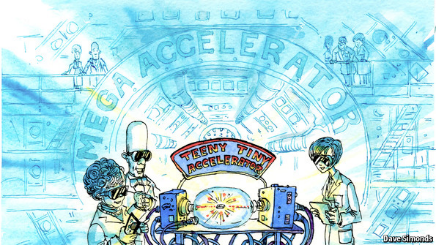 MEGA ACCELERATOR
TEENY TINY
ACCELERATOR
Dave Simonds